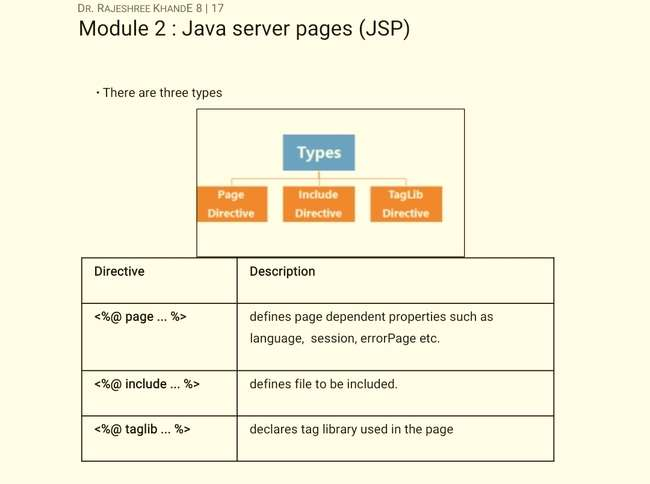 DR. RAJESHREE KHANDE 8 | 17
Module 2 : Java server pages (JSP)
• There are three types
Types
Page Directive
Include Directive
TagLib Directive
Directive Description
<%@ page ... %> defines page dependent properties such as
language, session, errorPage etc.
<%@ include ... %> defines file to be included.
<%@ taglib ... %> declares tag library used in the page